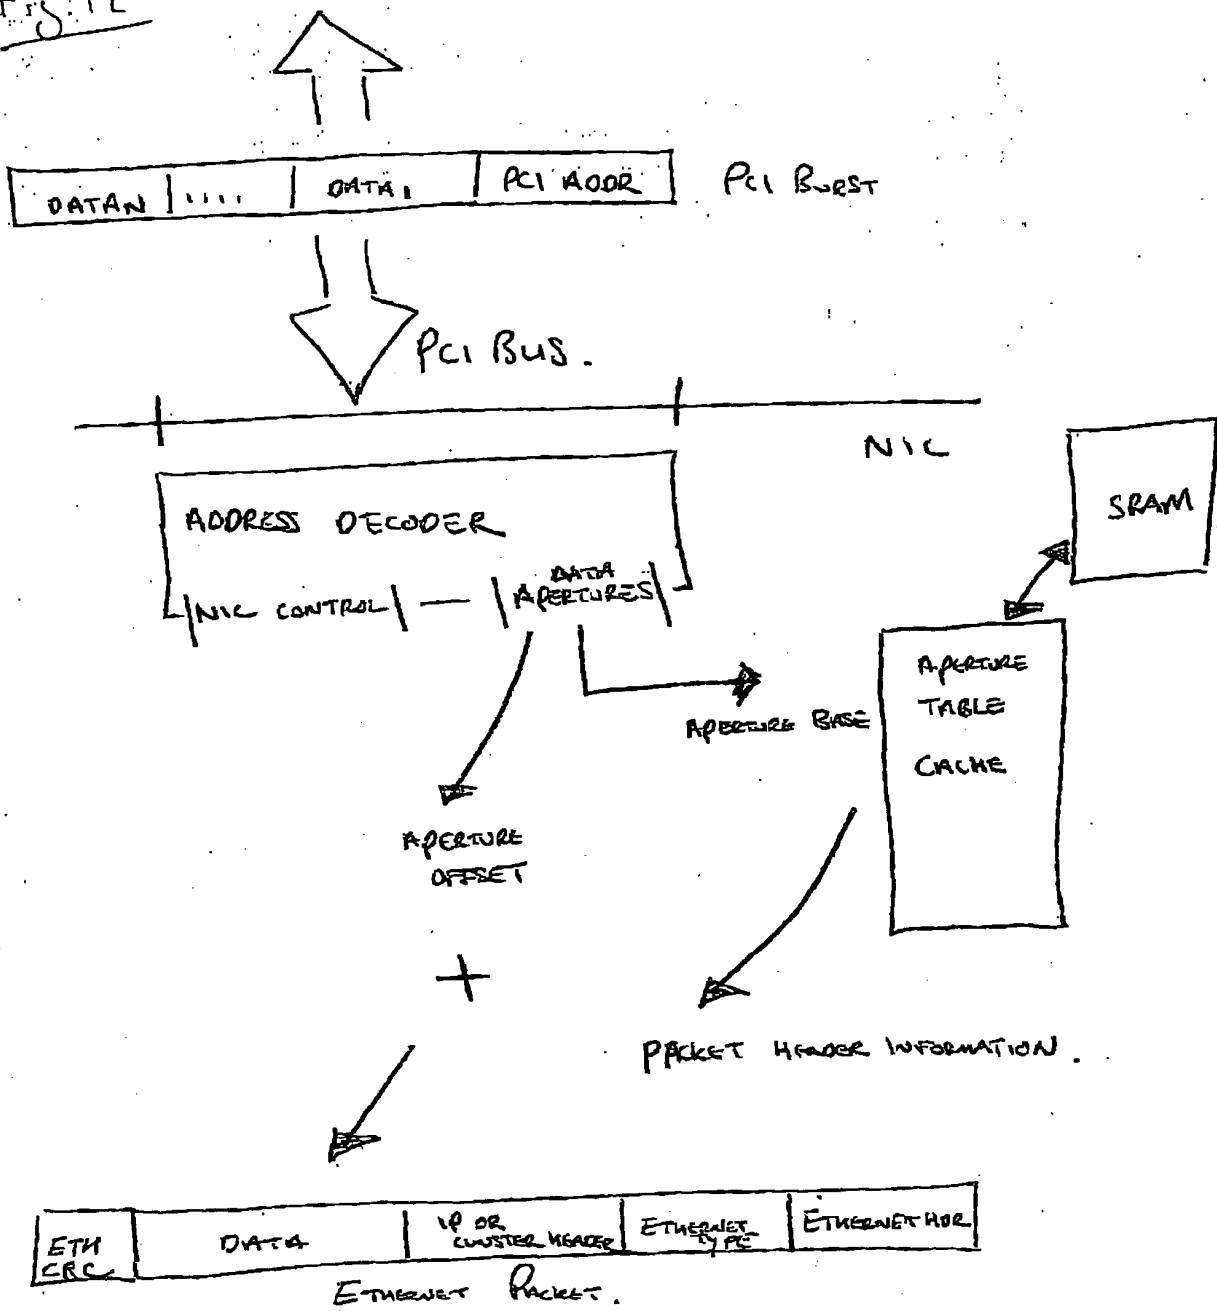 Fig. 12
DATAN | .... | DATA1 | PCI ADDR
PCI BURST
PCI BUS.
NIC
SRAM
ADDRESS DECODER
NIC CONTROL
DATA
APERTURES
APERTURE
TABLE
CACHE
APERTURE BASE
APERTURE
OFFSET
+
PACKET HEADER INFORMATION.
ETH
CRC
DATA
IP OR
CLUSTER HEADER
ETHERNET
TYPE
ETHERNET HDR
ETHERNET PACKET.